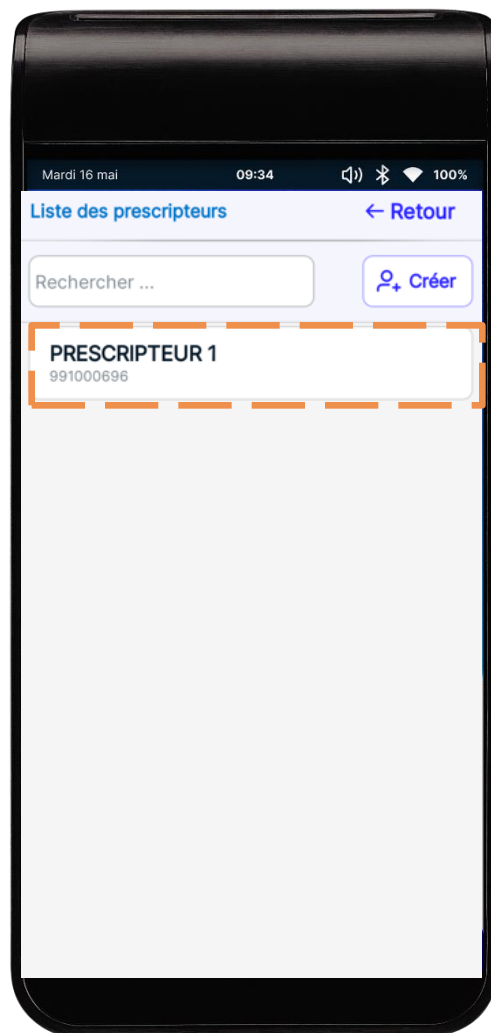 Mardi 16 mai 09:34 100%
Liste des prescripteurs ← Retour
Rechercher ... Créer
PRESCRIPTEUR 1
991000696